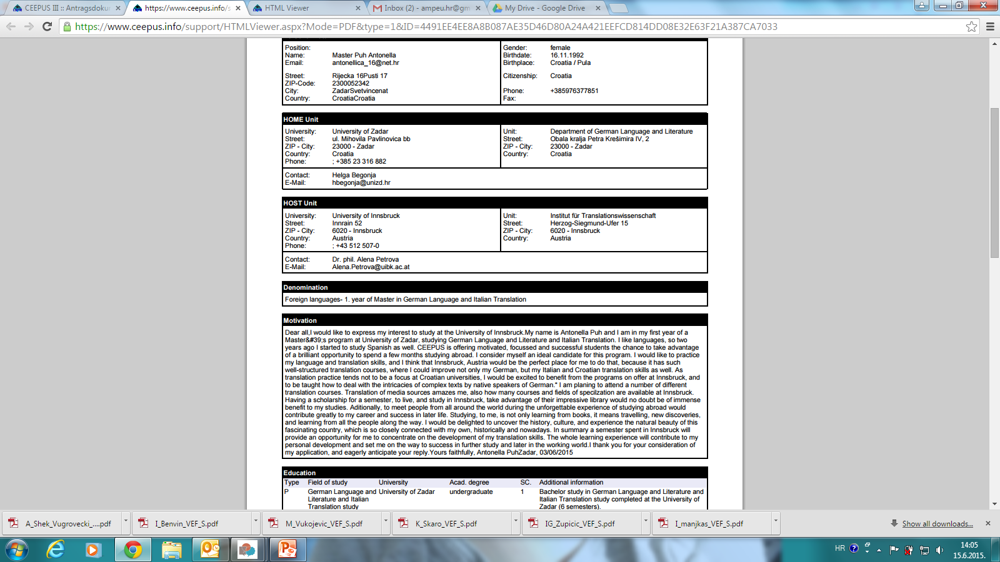 CEEPUS III :: Antragsdoku
https://www.ceepus.info/s
HTML Viewer
Inbox (2) - ampeu.hr@gm
My Drive - Google Drive
https://www.ceepus.info/support/HTMLViewer.aspx?Mode=PDF&type=1&ID=4491EE4EE8A8B087AE35D46D80A24A421EEFCD814DD08E32E63F21A387CA7033
Position:
Name: Master Puh Antonella
Email: antonellica_16@net.hr
Street: Rijecka 16Pusti 17
ZIP-Code: 2300052342
City: ZadarSvetvincenat
Country: CroatiaCroatia
Gender: female
Birthdate: 16.11.1992
Birthplace: Croatia / Pula
Citizenship: Croatia
Phone: +385976377851
Fax:
HOME Unit
University: University of Zadar
Street: ul. Mihovila Pavlinovica bb
ZIP - City: 23000 - Zadar
Country: Croatia
Phone: ; +385 23 316 882
Unit: Department of German Language and Literature
Street: Obala kralja Petra Krešimira IV, 2
ZIP - City: 23000 - Zadar
Country: Croatia
Contact: Helga Begonja
E-Mail: hbegonja@unizd.hr
HOST Unit
University: University of Innsbruck
Street: Innrain 52
ZIP - City: 6020 - Innsbruck
Country: Austria
Phone: ; +43 512 507-0
Unit: Institut für Translationswissenschaft
Street: Herzog-Siegmund-Ufer 15
ZIP - City: 6020 - Innsbruck
Country: Austria
Contact: Dr. phil. Alena Petrova
E-Mail: Alena.Petrova@uibk.ac.at
Denomination
Foreign languages- 1. year of Master in German Language and Italian Translation
Motivation
Dear all,I would like to express my interest to study at the University of Innsbruck.My name is Antonella Puh and I am in my first year of a
Master&#39;s program at University of Zadar, studying German Language and Literature and Italian Translation. I like languages, so two
years ago I started to study Spanish as well. CEEPUS is offering motivated, focussed and successful students the chance to take advantage
of a brilliant opportunity to spend a few months studying abroad. I consider myself an ideal candidate for this program. I would like to practice
my language and translation skills, and I think that Innsbruck, Austria would be the perfect place for me to do that, because it has such
well-structured translation courses, where I could improve not only my German, but my Italian and Croatian translation skills as well. As
translation practice tends not to be a focus at Croatian universities, I would be excited to benefit from the programs on offer at Innsbruck, and
to be taught how to deal with the intricacies of complex texts by native speakers of German.“ I am planing to attend a number of different
translation courses. Translation of media sources amazes me, also how many courses and fields of specilzation are available at Innsbruck.
Having a scholarship for a semester, to live, and study in Innsbruck, take advantage of their impressive library would no doubt be of immense
benefit to my studies. Aditionally, to meet people from all around the world during the unforgettable experience of studying abroad would
contribute greatly to my career and success in later life. Studying, to me, is not only learning from books, it means travelling, new discoveries,
and learning from all the people along the way. I would be delighted to uncover the history, culture, and experience the natural beauty of this
fascinating country, which is so closely connected with my own, historically and nowadays. In summary a semester spent in Innsbruck will
provide an opportunity for me to concentrate on the development of my translation skills. The whole learning experience will contribute to my
personal development and set me on the way to success in further study and later in the working world.I thank you for your consideration of
my application, and eagerly anticipate your reply.Yours faithfully, Antonella PuhZadar, 03/06/2015
Education
Type Field of study University Acad. degree SC. Additional information
P German Language and University of Zadar undergraduate 1 Bachelor study in German Language and Literature and
Literature and Italian Italian Translation study completed at the University of
Translation study Zadar (6 semesters).
A_Shek_Vugrovecki_....pdf
I_Benvin_VEF_S.pdf
M_Vukojevic_VEF_S.pdf
K_Skaro_VEF_S.pdf
IG_Zupicic_VEF_S.pdf
I_manjkas_VEF_S.pdf
Show all downloads...
HR
14:05
15.6.2015.